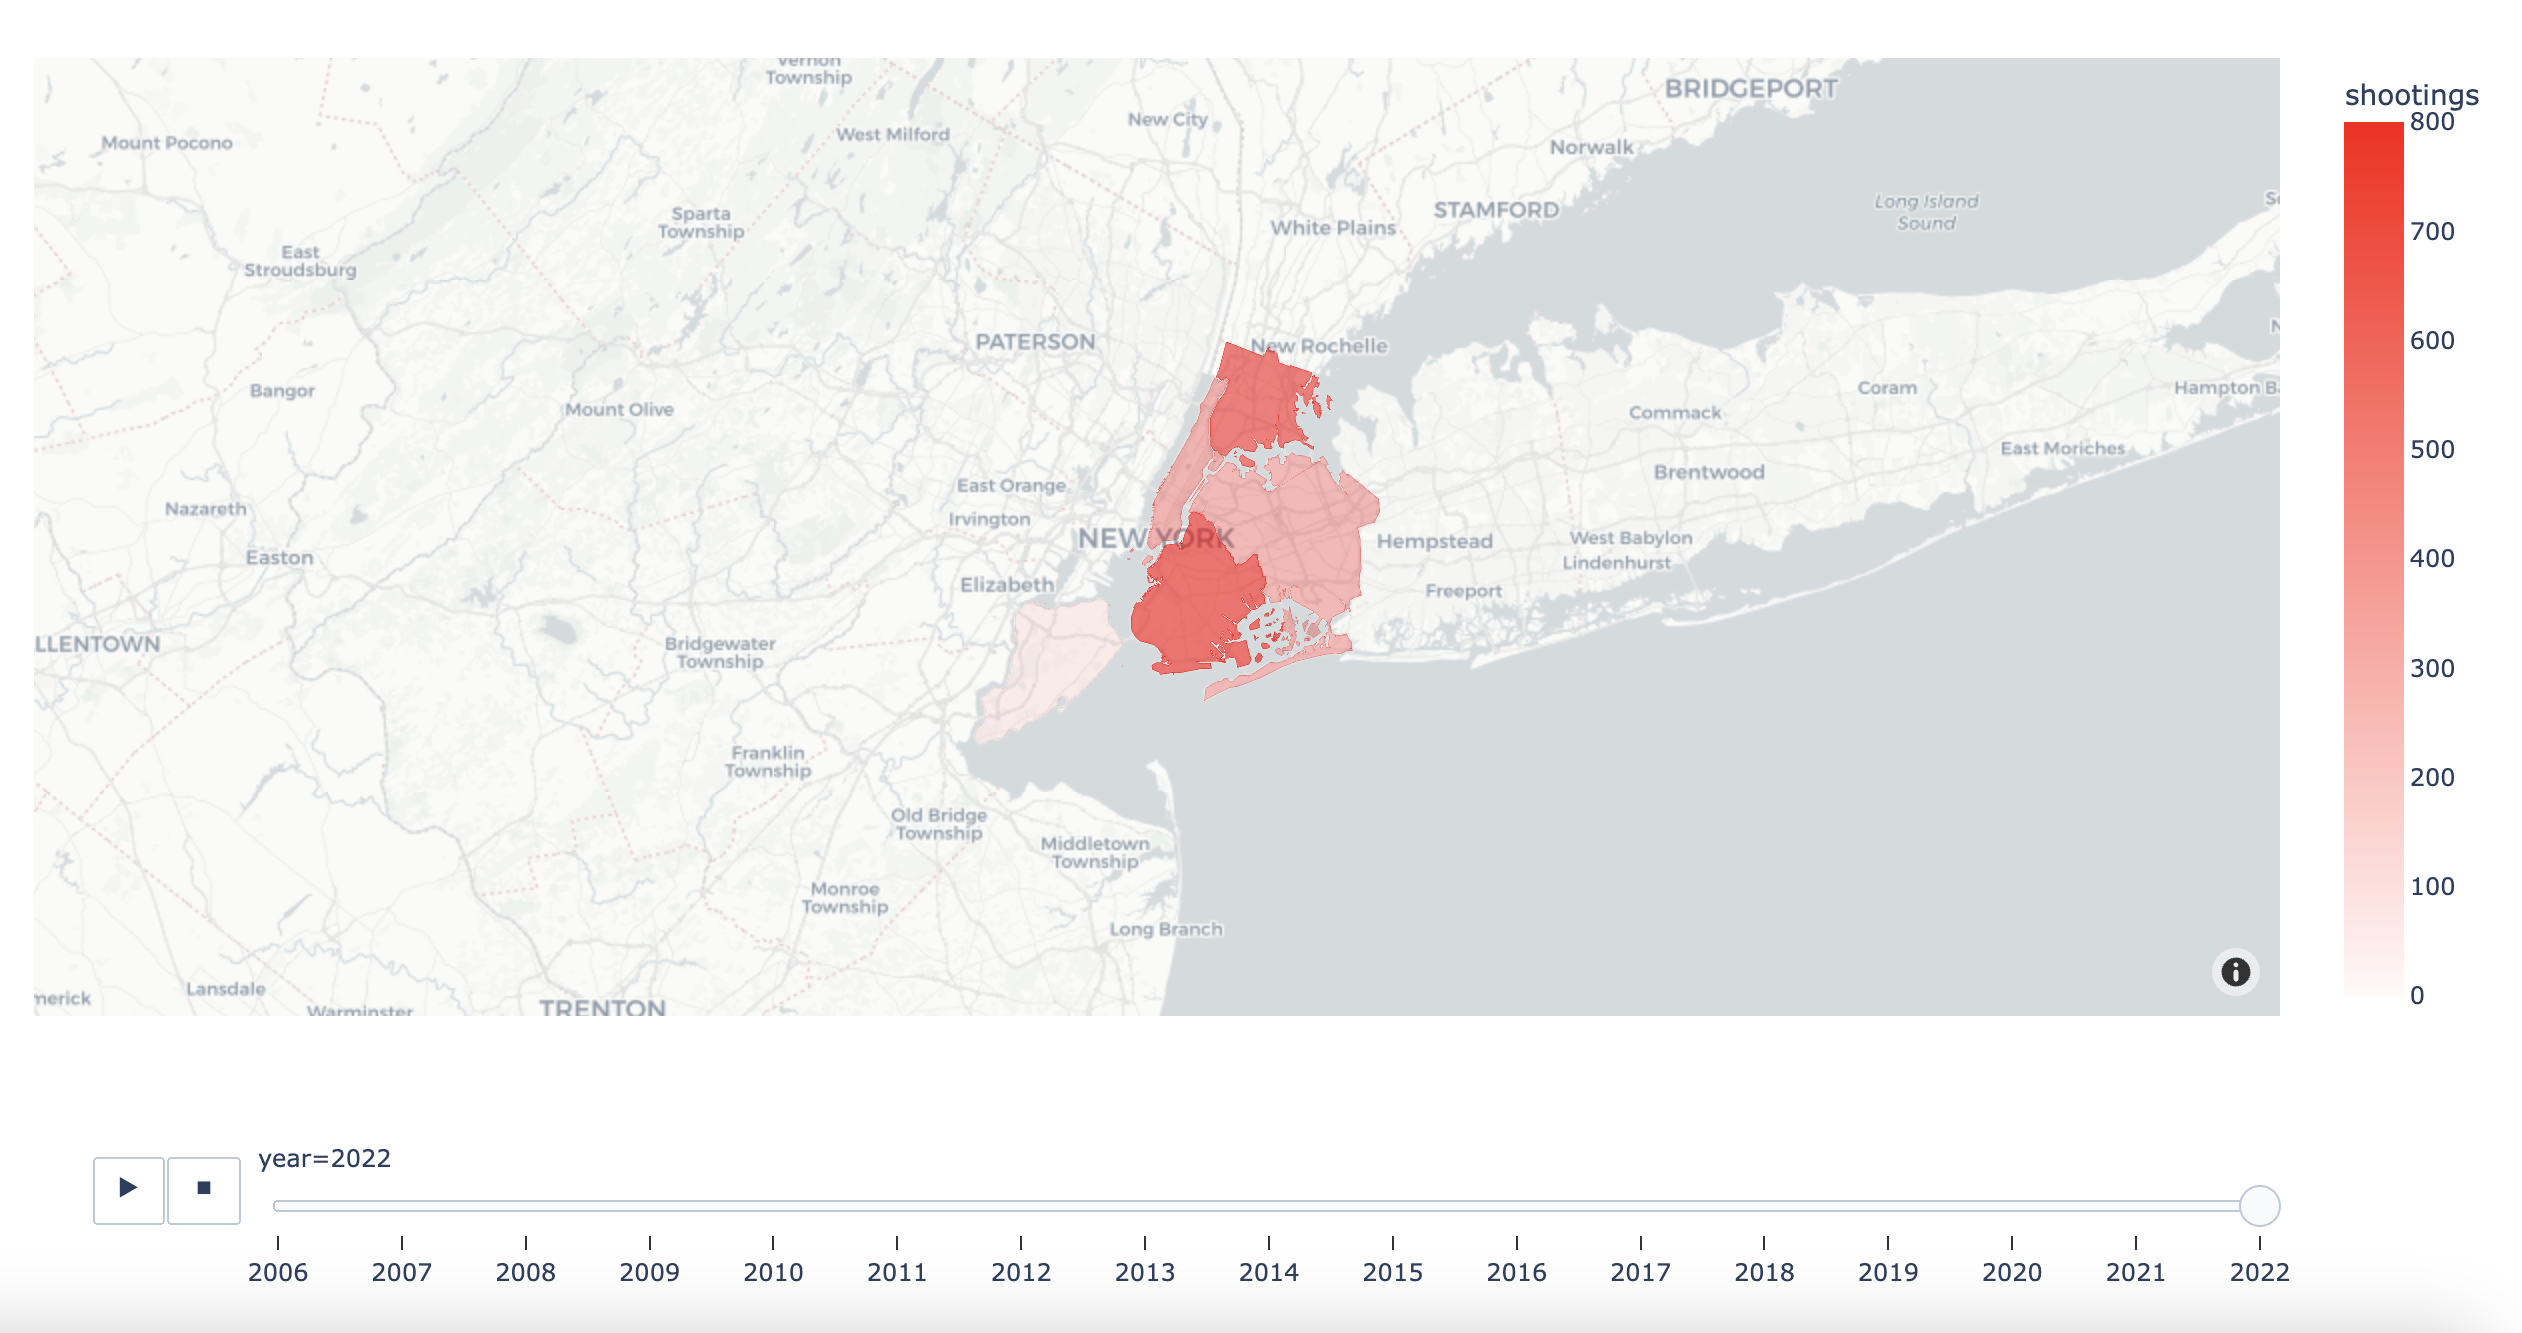 Vernon
Township
BRIDGEPORT
New City
West Milford
Mount Pocono
Norwalk
Long Island
Sound
Sparta
Township
STAMFORD
White Plains
East
Stroudsburg
PATERSON
New Rochelle
Bangor
Mount Olive
Coram
Hampton B
Commack
East Moriches
Brentwood
East Orange
Nazareth
Irvington
NEW YORK
Hempstead
West Babylon
Easton
Lindenhurst
Elizabeth
Freeport
LLENTOWN
Bridgewater
Township
Franklin
Township
Old Bridge
Township
Middletown
Township
Monroe
Township
Long Branch
Lansdale
merick
Warminster
TRENTON
shootings
800
700
600
500
400
300
200
100
0
year=2022
2006 2007 2008 2009 2010 2011 2012 2013 2014 2015 2016 2017 2018 2019 2020 2021 2022